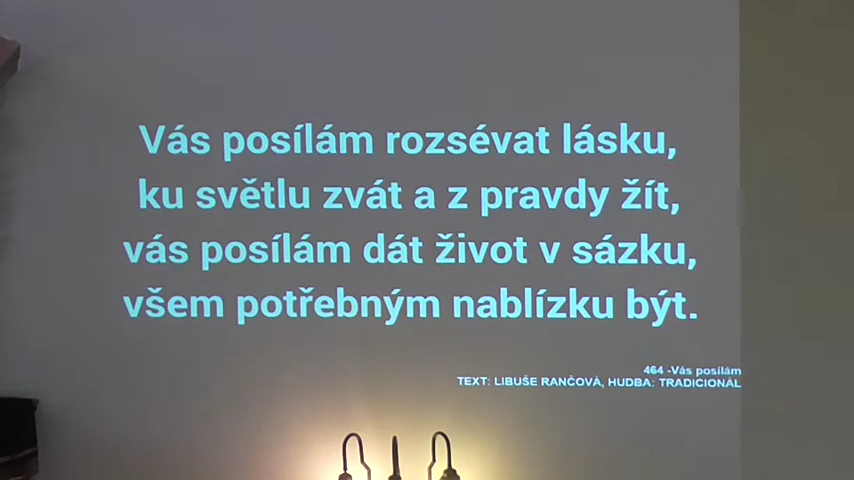 Vás posílám rozsévat lásku,
ku světlu zvát a z pravdy žít,
vás posílám dát život v sázku,
všem potřebným nablízku být.
464 -Vás posílám
TEXT: LIBUŠE RANČOVÁ, HUDBA: TRADICIONÁL